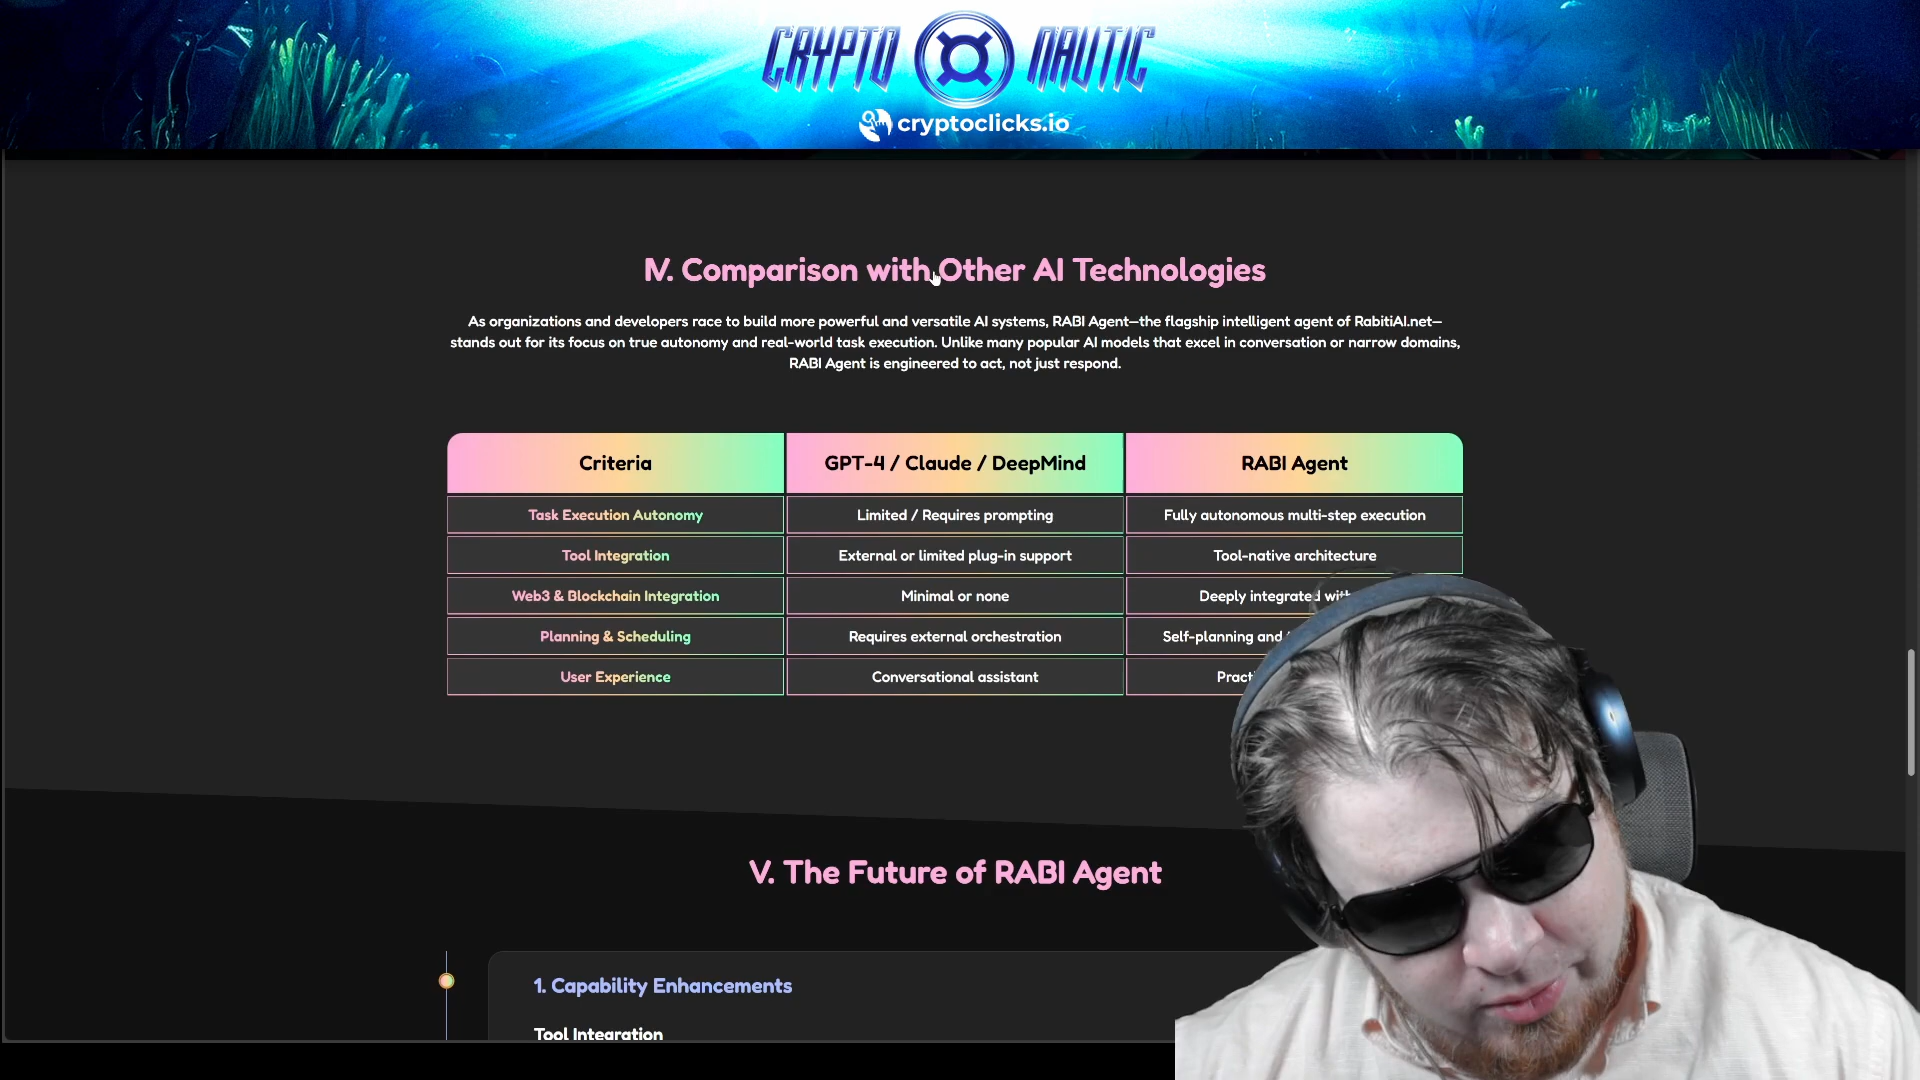 CRYPTO NAUTIC
cryptoclicks.io
IV. Comparison with Other AI Technologies
As organizations and developers race to build more powerful and versatile AI systems, RABI Agent—the flagship intelligent agent of RabitiAI.net—
stands out for its focus on true autonomy and real-world task execution. Unlike many popular AI models that excel in conversation or narrow domains,
RABI Agent is engineered to act, not just respond.
Criteria GPT-4 / Claude / DeepMind RABI Agent
Task Execution Autonomy Limited / Requires prompting Fully autonomous multi-step execution
Tool Integration External or limited plug-in support Tool-native architecture
Web3 & Blockchain Integration Minimal or none Deeply integrated
Planning & Scheduling Requires external orchestration Self-planning and
User Experience Conversational assistant
V. The Future of RABI Agent
1. Capability Enhancements
Tool Integration